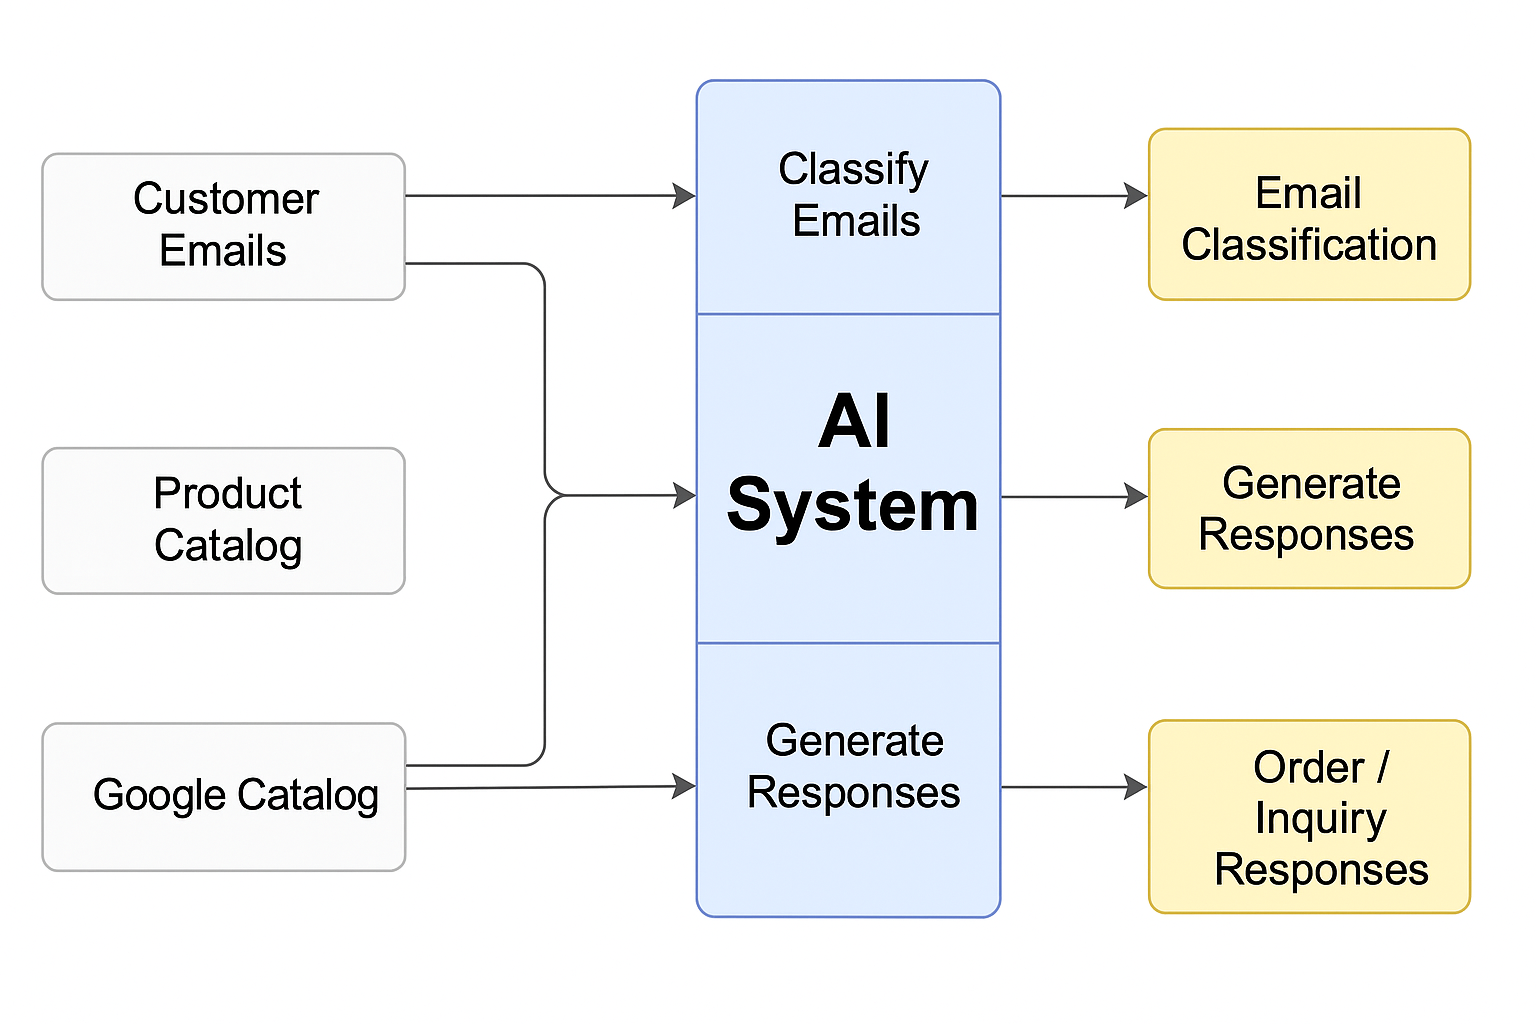 Customer
Emails
Product
Catalog
Google Catalog
Classify
Emails
AI
System
Generate
Responses
Email
Classification
Generate
Responses
Order /
Inquiry
Responses